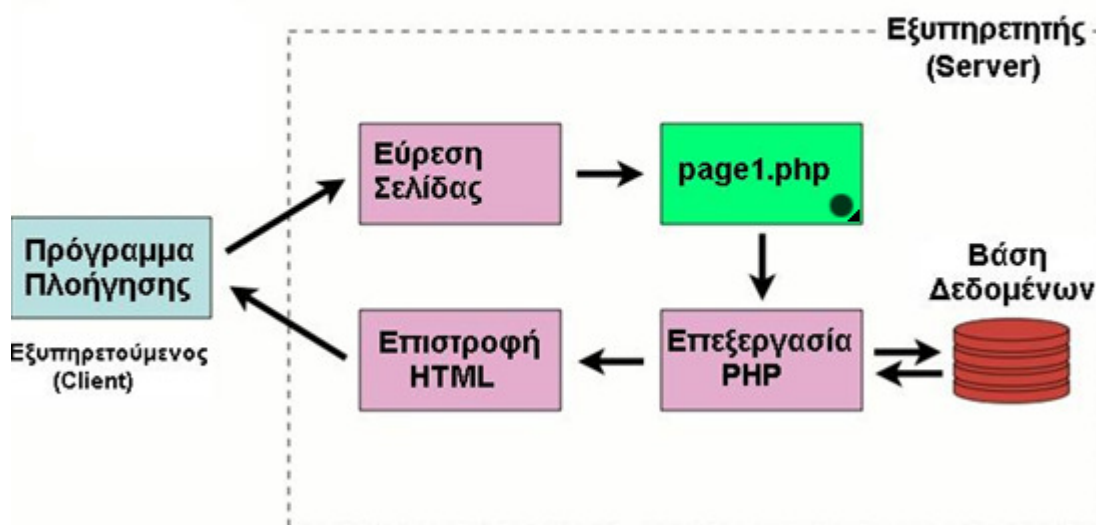 Εξυπηρετητής
(Server)
Εύρεση
Σελίδας
page1.php
Πρόγραμμα
Πλοήγησης
Εξυπηρετούμενος
(Client)
Επιστροφή
HTML
Επεξεργασία
PHP
Βάση
Δεδομένων